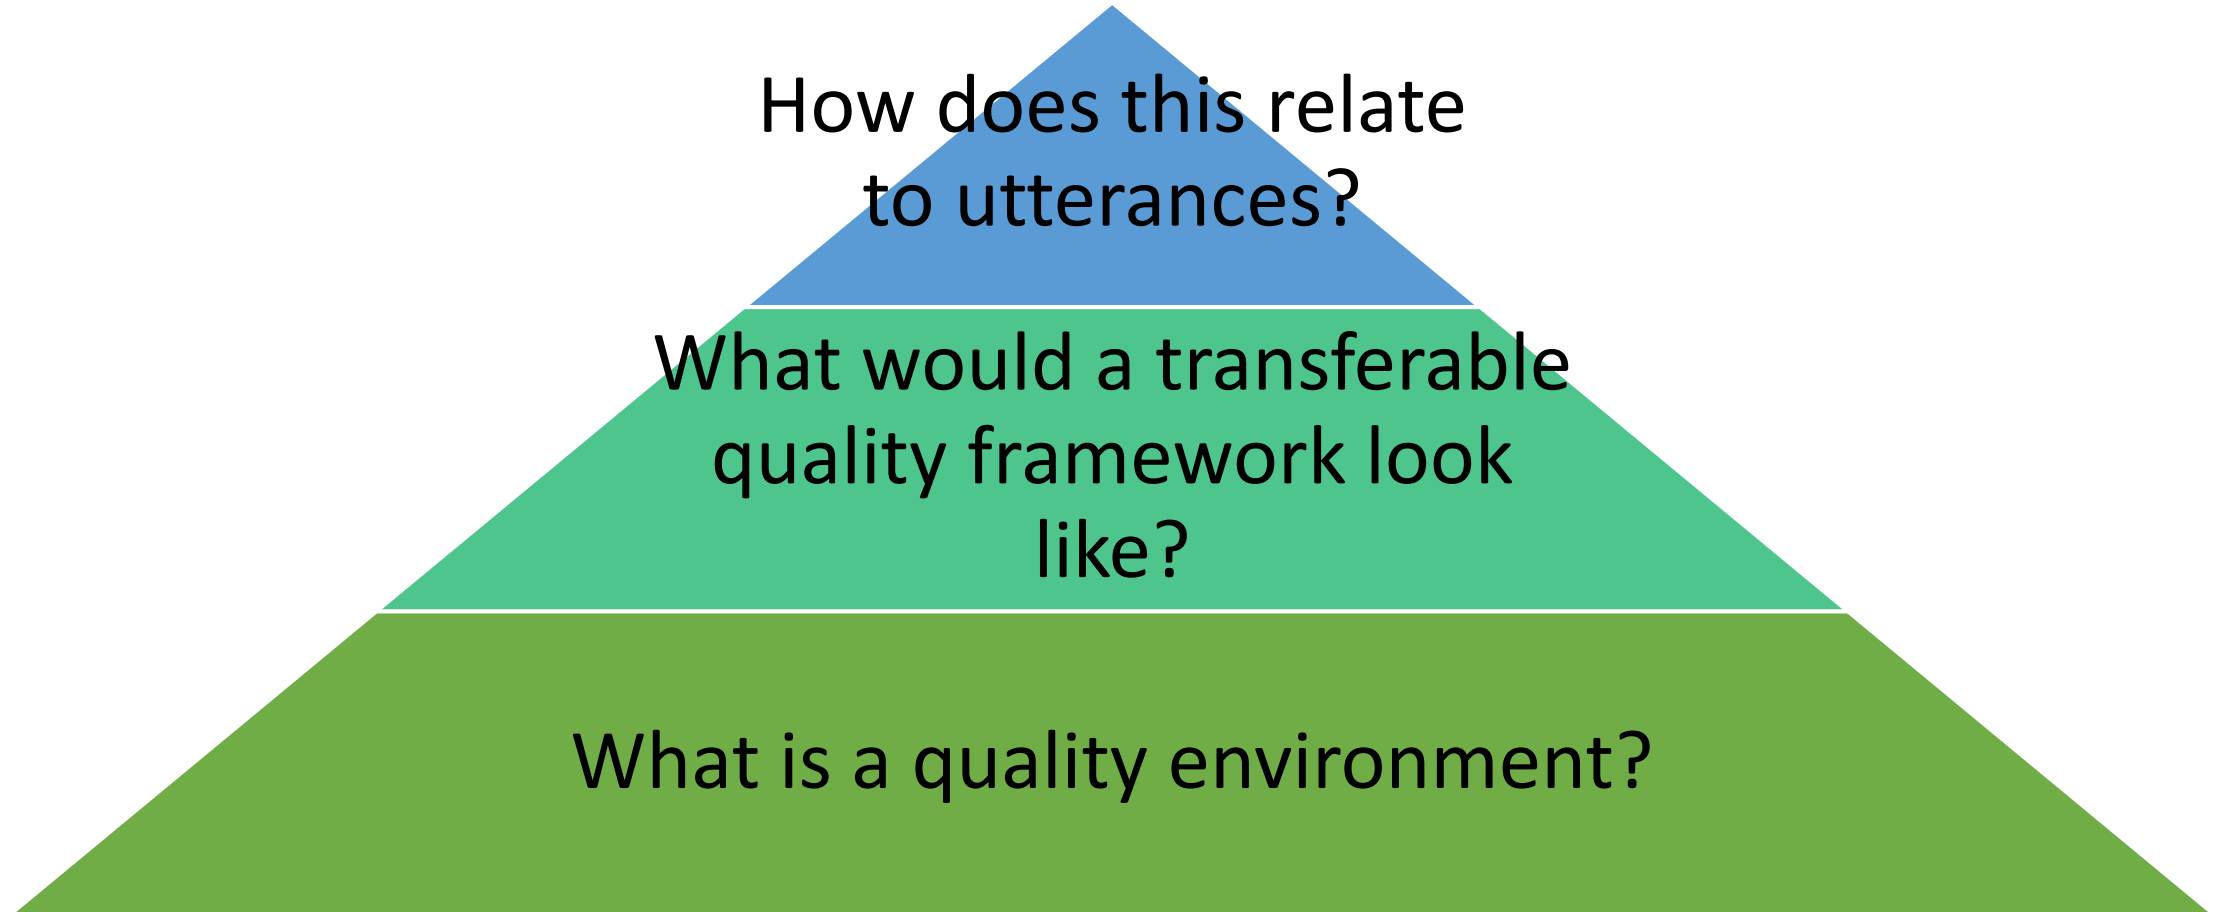 How does this relate
to utterances?
What would a transferable
quality framework look
like?
What is a quality environment?